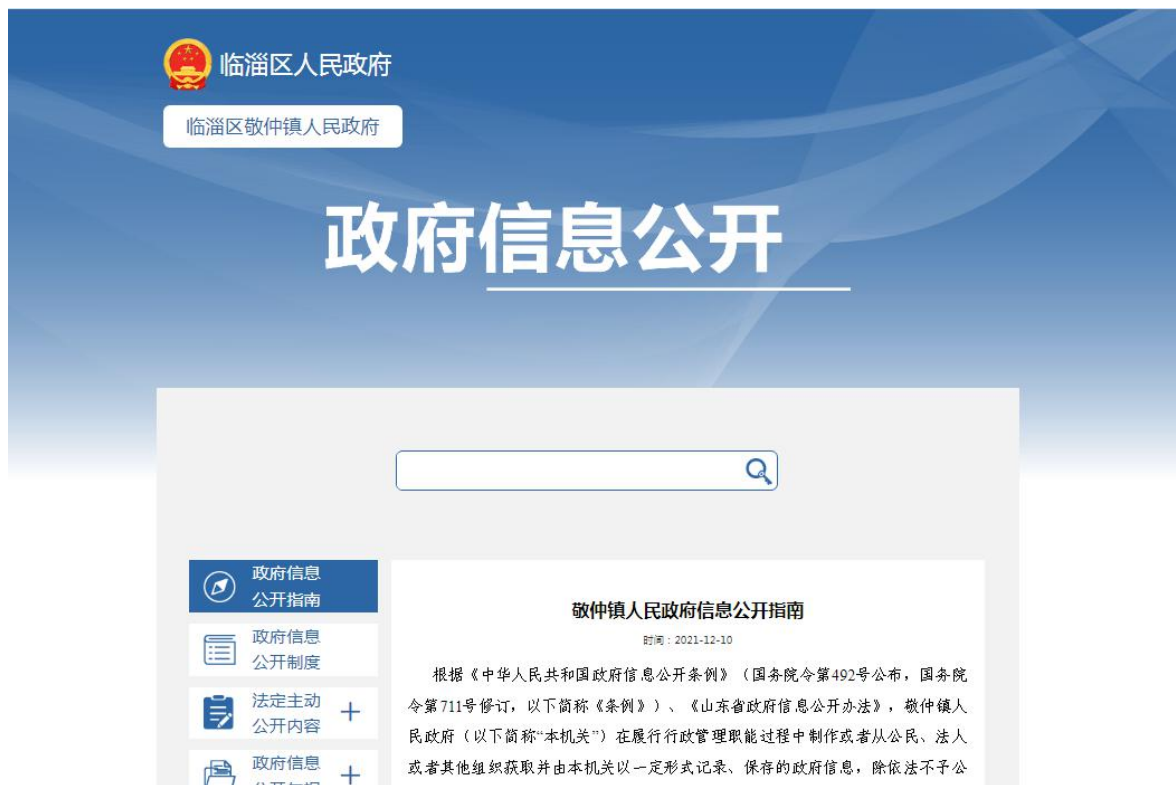 临淄区人民政府
临淄区敬仲镇人民政府
政府信息公开
政府信息
公开指南
政府信息
公开制度
法定主动
公开内容
政府信息
公开年报
敬仲镇人民政府信息公开指南
时间：2021-12-10
根据《中华人民共和国政府信息公开条例》（国务院令第492号公布，国务院
令第711号修订，以下简称《条例》）、《山东省政府信息公开办法》，敬仲镇人
民政府（以下简称“本机关”）在履行行政管理职能过程中制作或者从公民、法人
或者其他组织获取并由本机关以一定形式记录、保存的政府信息，除依法不予公